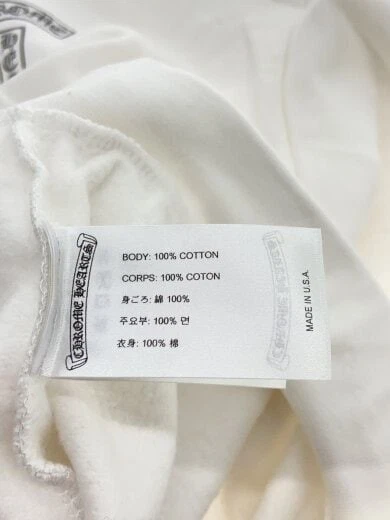 CHROME HEARTS
BODY: 100% COTTON
CORPS: 100% COTON
身ごろ: 綿 100%
주요부: 100% 면
衣身: 100% 棉
MADE IN U.S.A.